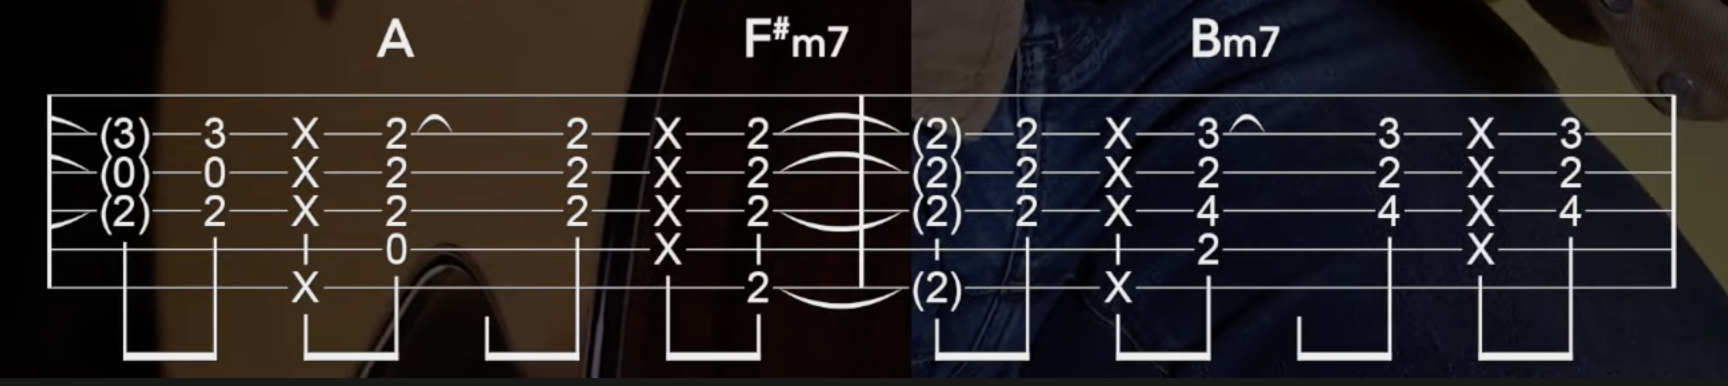 A F#m7 Bm7
(3) 3 X 2 2 X 2 (2) 2 X 3 3 X 3
(0) 0 X 2 2 X 2 (2) 2 X 2 2 X 2
(2) 2 X 2 2 X 2 (2) 2 X 4 4 X 4
0 X 2 X
X 2 (2) X